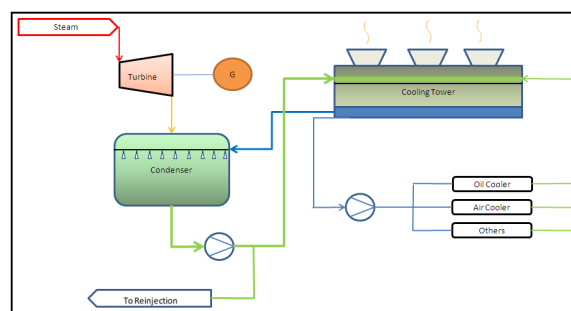 Steam
Turbine
G
Cooling Tower
Condenser
Oil Cooler
Air Cooler
Others
To Reinjection